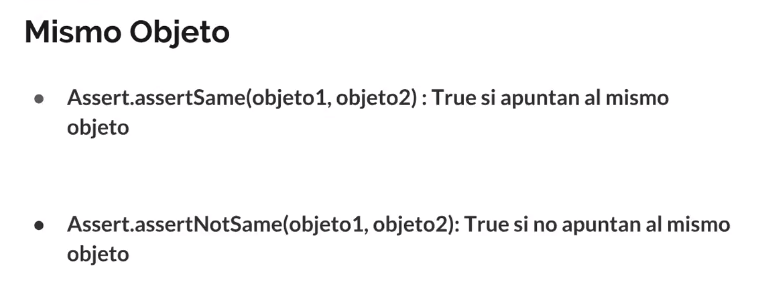 Mismo Objeto
● Assert.assertSame(objeto1, objeto2) : True si apuntan al mismo
objeto
● Assert.assertNotSame(objeto1, objeto2): True si no apuntan al mismo
objeto